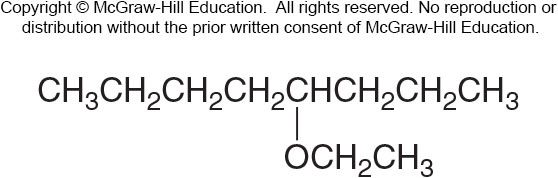 Copyright © McGraw-Hill Education.  All rights reserved. No reproduction or
distribution without the prior written consent of McGraw-Hill Education.
CH₃CH₂CH₂CH₂CHCH₂CH₂CH₃
OCH₂CH₃